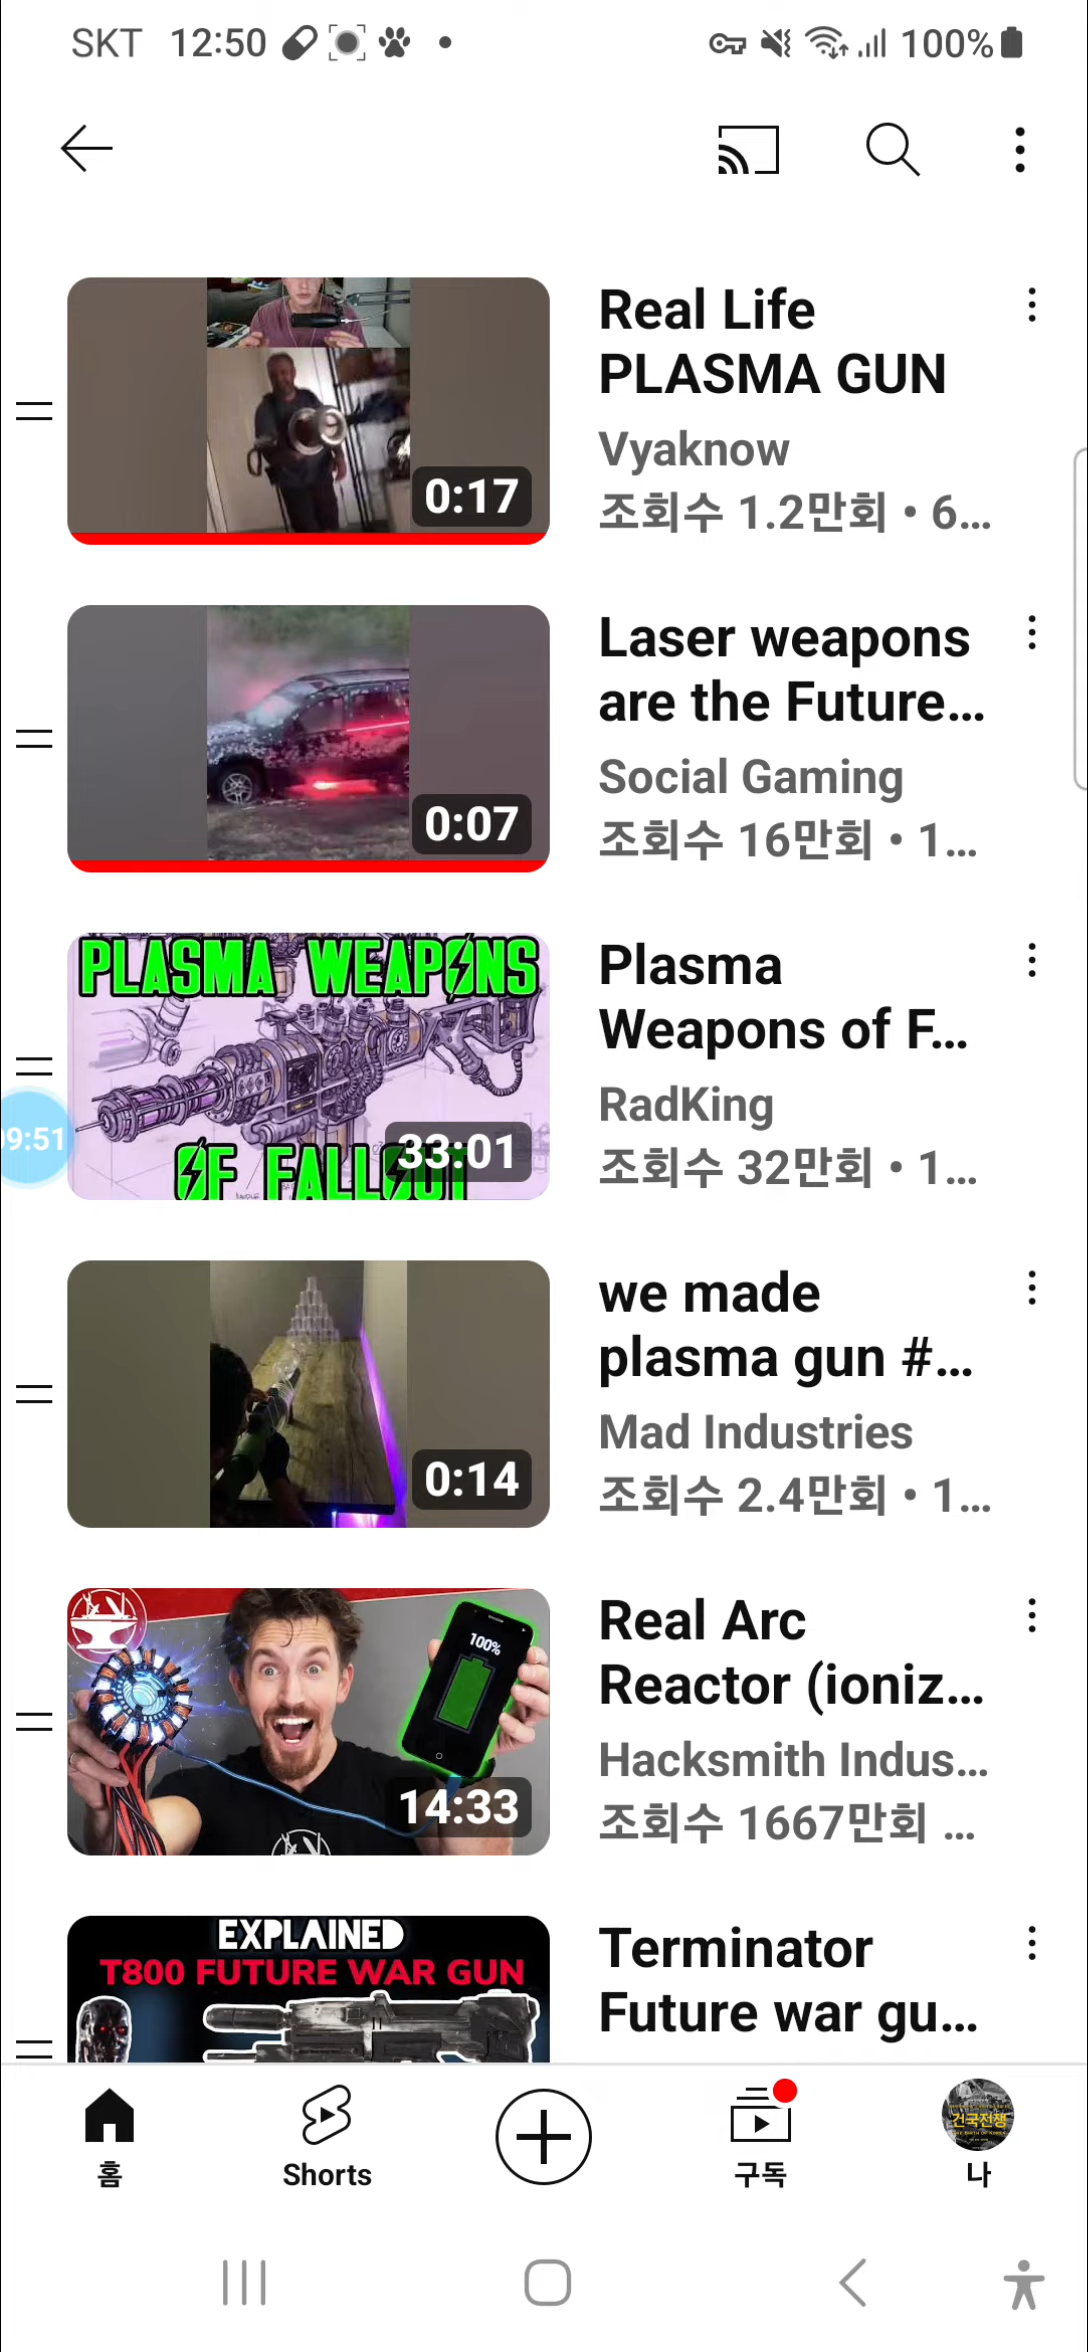 SKT 12:50
100%
Real Life
PLASMA GUN
Vyaknow
조회수 1.2만회 • 6...
0:17
Laser weapons
are the Future...
Social Gaming
조회수 16만회 • 1...
0:07
PLASMA WEAPONS
OF FALLOUT
33:01
Plasma
Weapons of F...
RadKing
조회수 32만회 • 1...
9:51
we made
plasma gun #...
Mad Industries
조회수 2.4만회 • 1...
0:14
100%
14:33
Real Arc
Reactor (ioniz...
Hacksmith Indus...
조회수 1667만회 ...
EXPLAINED
T800 FUTURE WAR GUN
Terminator
Future war gu...
건국전쟁
홈
Shorts
구독
나